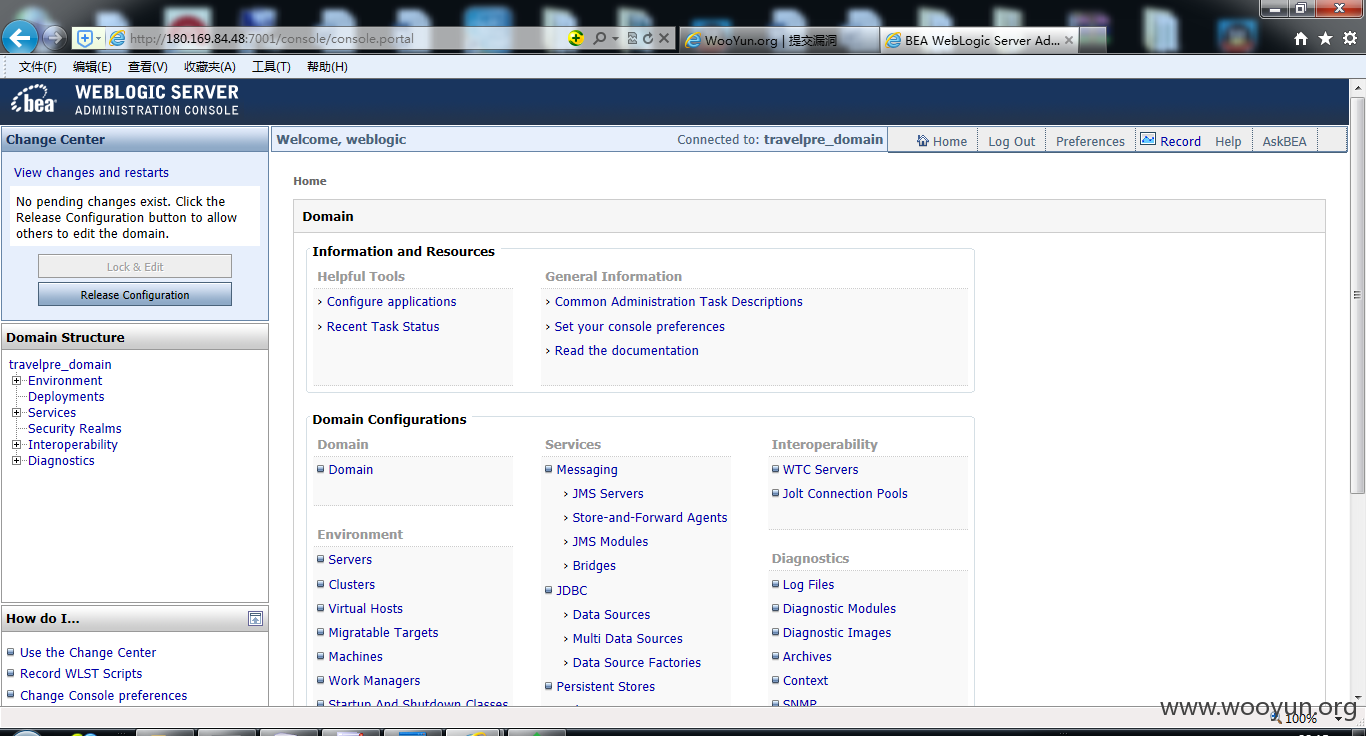 http://180.169.84.48:7001/console/console.portal
WooYun.org | 提交漏洞
BEA WebLogic Server Ad...
文件(F) 编辑(E) 查看(V) 收藏夹(A) 工具(T) 帮助(H)
bea
WEBLOGIC SERVER
ADMINISTRATION CONSOLE
Change Center
View changes and restarts
No pending changes exist. Click the
Release Configuration button to allow
others to edit the domain.
Lock & Edit
Release Configuration
Domain Structure
travelpre_domain
Environment
Deployments
Services
Security Realms
Interoperability
Diagnostics
How do I...
Use the Change Center
Record WLST Scripts
Change Console preferences
Welcome, weblogic
Connected to: travelpre_domain
Home
Log Out
Preferences
Record
Help
AskBEA
Home
Domain
Information and Resources
Helpful Tools
Configure applications
Recent Task Status
General Information
Common Administration Task Descriptions
Set your console preferences
Read the documentation
Domain Configurations
Domain
Domain
Environment
Servers
Clusters
Virtual Hosts
Migratable Targets
Machines
Work Managers
Startup And Shutdown Classes
Services
Messaging
JMS Servers
Store-and-Forward Agents
JMS Modules
Bridges
JDBC
Data Sources
Multi Data Sources
Data Source Factories
Persistent Stores
Interoperability
WTC Servers
Jolt Connection Pools
Diagnostics
Log Files
Diagnostic Modules
Diagnostic Images
Archives
Context
SNMP
www.wooyun.org
100%